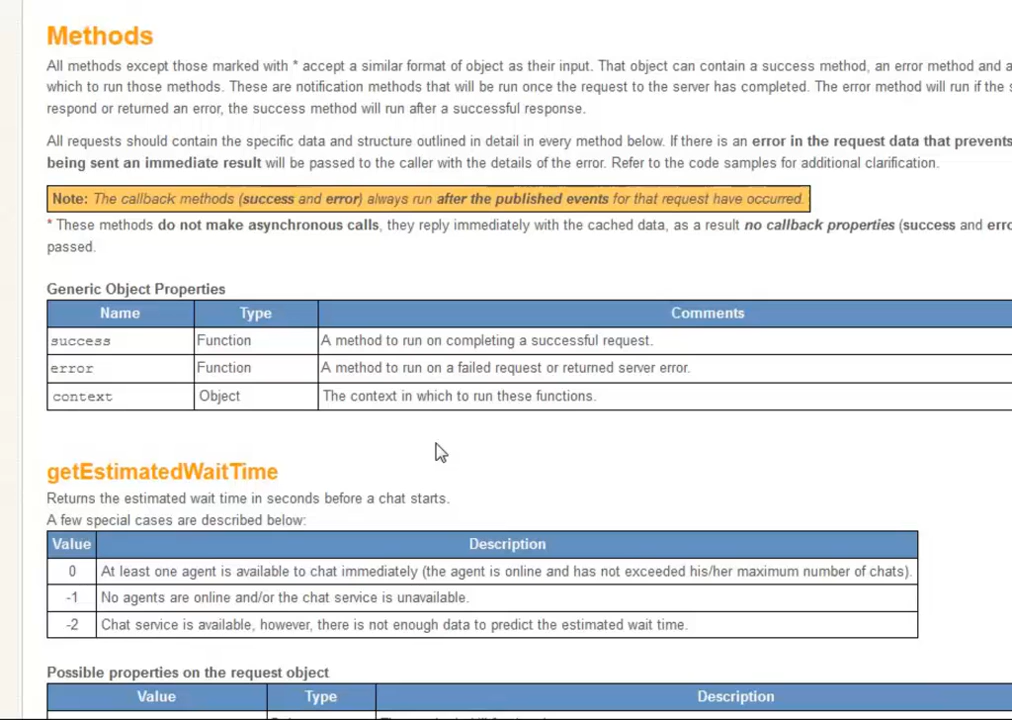 Methods
All methods except those marked with * accept a similar format of object as their input. That object can contain a success method, an error method and a
which to run those methods. These are notification methods that will be run once the request to the server has completed. The error method will run if the s
respond or returned an error, the success method will run after a successful response.
All requests should contain the specific data and structure outlined in detail in every method below. If there is an error in the request data that prevents
being sent an immediate result will be passed to the caller with the details of the error. Refer to the code samples for additional clarification.
Note: The callback methods (success and error) always run after the published events for that request have occurred.
* These methods do not make asynchronous calls, they reply immediately with the cached data, as a result no callback properties (success and erro
passed.
Generic Object Properties
Name Type Comments
success Function A method to run on completing a successful request.
error Function A method to run on a failed request or returned server error.
context Object The context in which to run these functions.
getEstimatedWaitTime
Returns the estimated wait time in seconds before a chat starts.
A few special cases are described below:
Value Description
0 At least one agent is available to chat immediately (the agent is online and has not exceeded his/her maximum number of chats).
-1 No agents are online and/or the chat service is unavailable.
-2 Chat service is available, however, there is not enough data to predict the estimated wait time.
Possible properties on the request object
Value Type Description